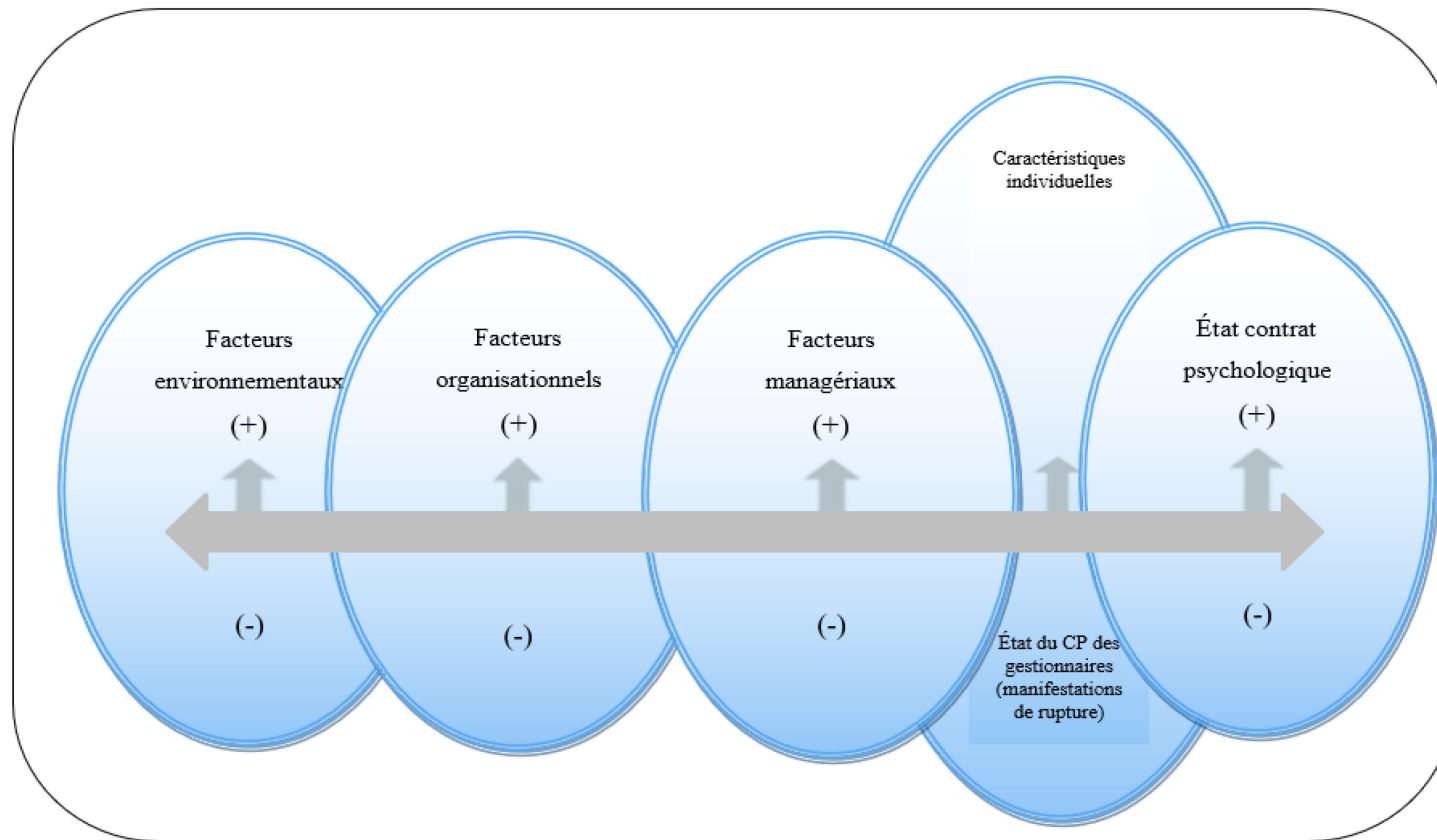 Facteurs
environnementaux
(+)
(-)
Facteurs
organisationnels
(+)
(-)
Facteurs
managériaux
(+)
(-)
Caractéristiques
individuelles
État du CP des
gestionnaires
(manifestations
de rupture)
État contrat
psychologique
(+)
(-)